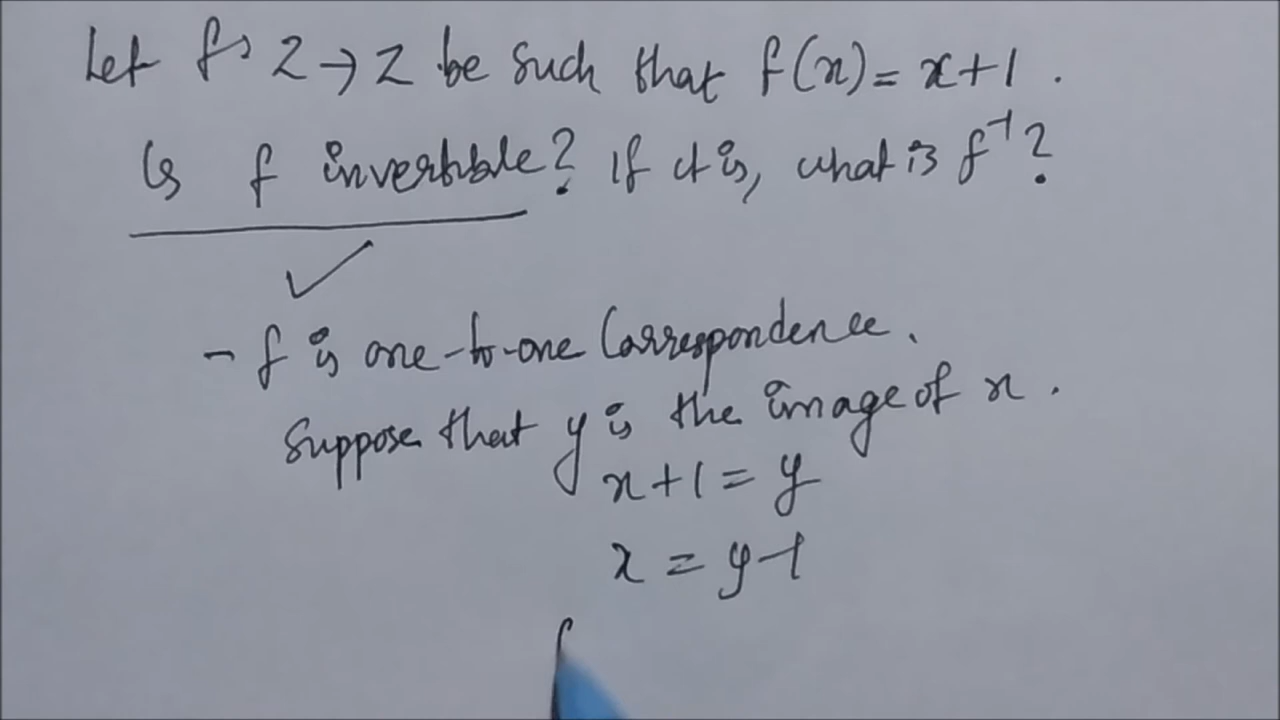 Let f: Z → Z be such that f(x) = x+1.
Is f invertible? If it is, what is f⁻¹?
✓
- f is one-to-one Correspondence.
Suppose that y is the image of x.
x+1 = y
x = y-1
f